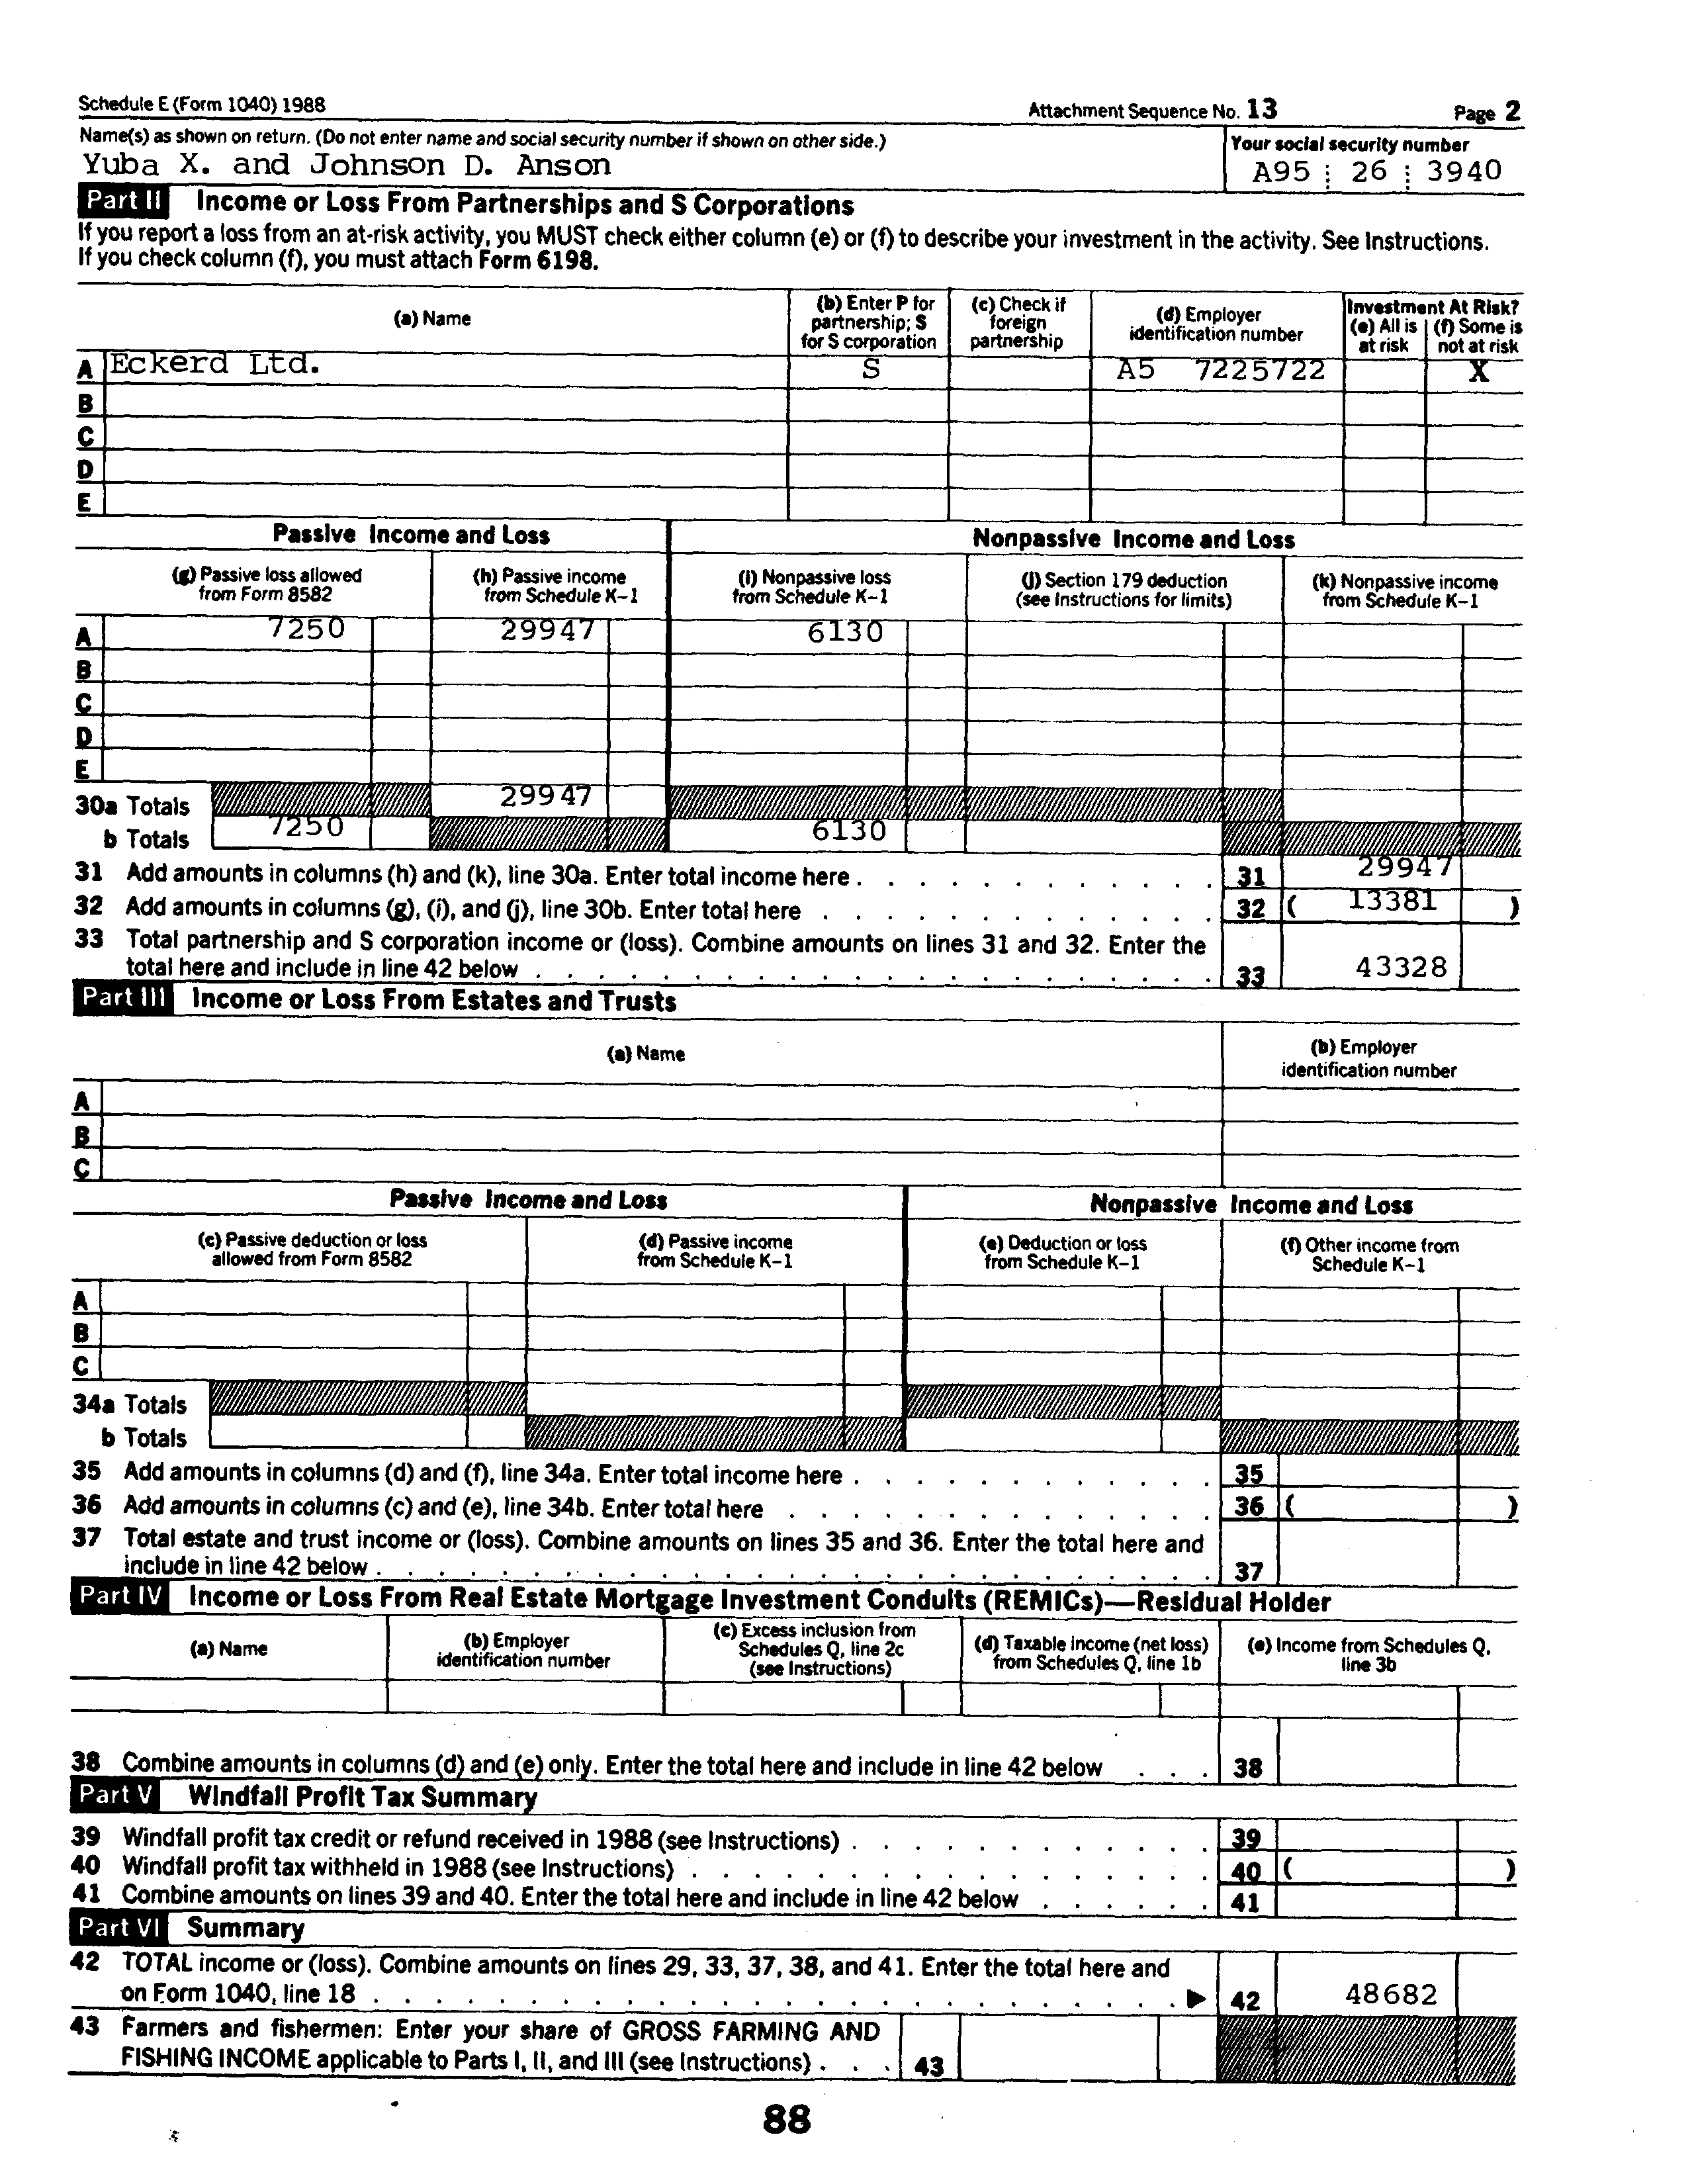 Schedule E (Form 1040) 1988 Attachment Sequence No. 13 Page 2
Name(s) as shown on return. (Do not enter name and social security number if shown on other side.) Your social security number
Yuba X. and Johnson D. Anson A95 26 3940
Part II Income or Loss From Partnerships and S Corporations
If you report a loss from an at-risk activity, you MUST check either column (e) or (f) to describe your investment in the activity. See Instructions.
If you check column (f), you must attach Form 6198.
(a) Name
(b) Enter P for partnership; S for S corporation
(c) Check if foreign partnership
(d) Employer identification number
Investment At Risk?
(e) All is at risk
(f) Some is not at risk
A Eckerd Ltd. S A5 7225722 X
B
C
D
E
Passive Income and Loss Nonpassive Income and Loss
(g) Passive loss allowed from Form 8582
(h) Passive income from Schedule K-1
(i) Nonpassive loss from Schedule K-1
(j) Section 179 deduction (see Instructions for limits)
(k) Nonpassive income from Schedule K-1
A 7250 29947 6130
B
C
D
E
30a Totals 29947
b Totals 7250 6130
31 Add amounts in columns (h) and (k), line 30a. Enter total income here . . . 31 29947
32 Add amounts in columns (g), (i), and (j), line 30b. Enter total here . . . 32 ( 13381 )
33 Total partnership and S corporation income or (loss). Combine amounts on lines 31 and 32. Enter the
total here and include in line 42 below . . . 33 43328
Part III Income or Loss From Estates and Trusts
(a) Name
(b) Employer identification number
A
B
C
Passive Income and Loss Nonpassive Income and Loss
(c) Passive deduction or loss allowed from Form 8582
(d) Passive income from Schedule K-1
(e) Deduction or loss from Schedule K-1
(f) Other income from Schedule K-1
A
B
C
34a Totals
b Totals
35 Add amounts in columns (d) and (f), line 34a. Enter total income here . . . 35
36 Add amounts in columns (c) and (e), line 34b. Enter total here . . . 36 ( )
37 Total estate and trust income or (loss). Combine amounts on lines 35 and 36. Enter the total here and
include in line 42 below . . . 37
Part IV Income or Loss From Real Estate Mortgage Investment Conduits (REMICs)—Residual Holder
(a) Name
(b) Employer identification number
(c) Excess inclusion from Schedules Q, line 2c (see Instructions)
(d) Taxable income (net loss) from Schedules Q, line 1b
(e) Income from Schedules Q, line 3b
38 Combine amounts in columns (d) and (e) only. Enter the total here and include in line 42 below . . . 38
Part V Windfall Profit Tax Summary
39 Windfall profit tax credit or refund received in 1988 (see Instructions) . . . 39
40 Windfall profit tax withheld in 1988 (see Instructions) . . . 40 ( )
41 Combine amounts on lines 39 and 40. Enter the total here and include in line 42 below . . . 41
Part VI Summary
42 TOTAL income or (loss). Combine amounts on lines 29, 33, 37, 38, and 41. Enter the total here and
on Form 1040, line 18 . . . ▶ 42 48682
43 Farmers and fishermen: Enter your share of GROSS FARMING AND
FISHING INCOME applicable to Parts I, II, and III (see Instructions) . . . 43
88